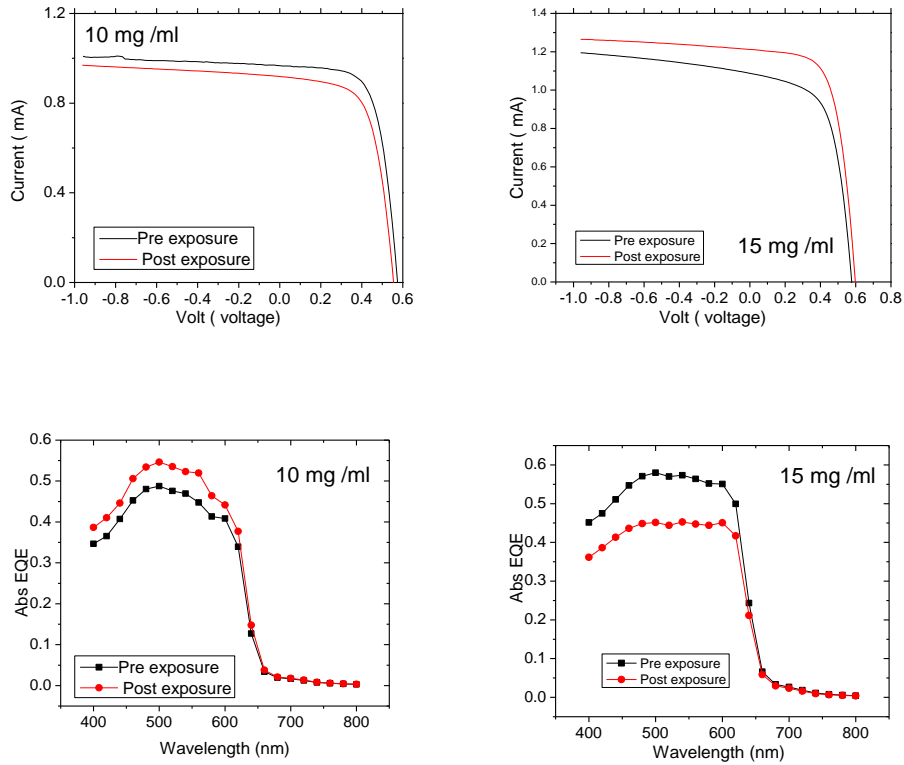 1.2
0.8
0.4
0.0
Current ( mA)
10 mg /ml
Pre exposure
Post exposure
-1.0 -0.8 -0.6 -0.4 -0.2 0.0 0.2 0.4 0.6
Volt ( voltage)
1.4
1.2
1.0
0.8
0.6
1.4
1.2
0.0
Current ( mA)
Pre exposure
Post exposure
15 mg /ml
-1.0 -0.8 -0.6 -0.4 -0.2 0.0 0.2 0.4 0.6 0.8
Volt ( voltage)
0.6
0.5
0.4
0.3
0.2
0.1
0.0
Abs EQE
10 mg /ml
Pre exposure
Post exposure
400 500 600 700 800
Wavelength (nm)
0.6
0.5
0.4
0.3
0.2
0.1
0.0
Abs EQE
15 mg /ml
Pre exposure
Post exposure
400 500 600 700 800
Wavelength (nm)